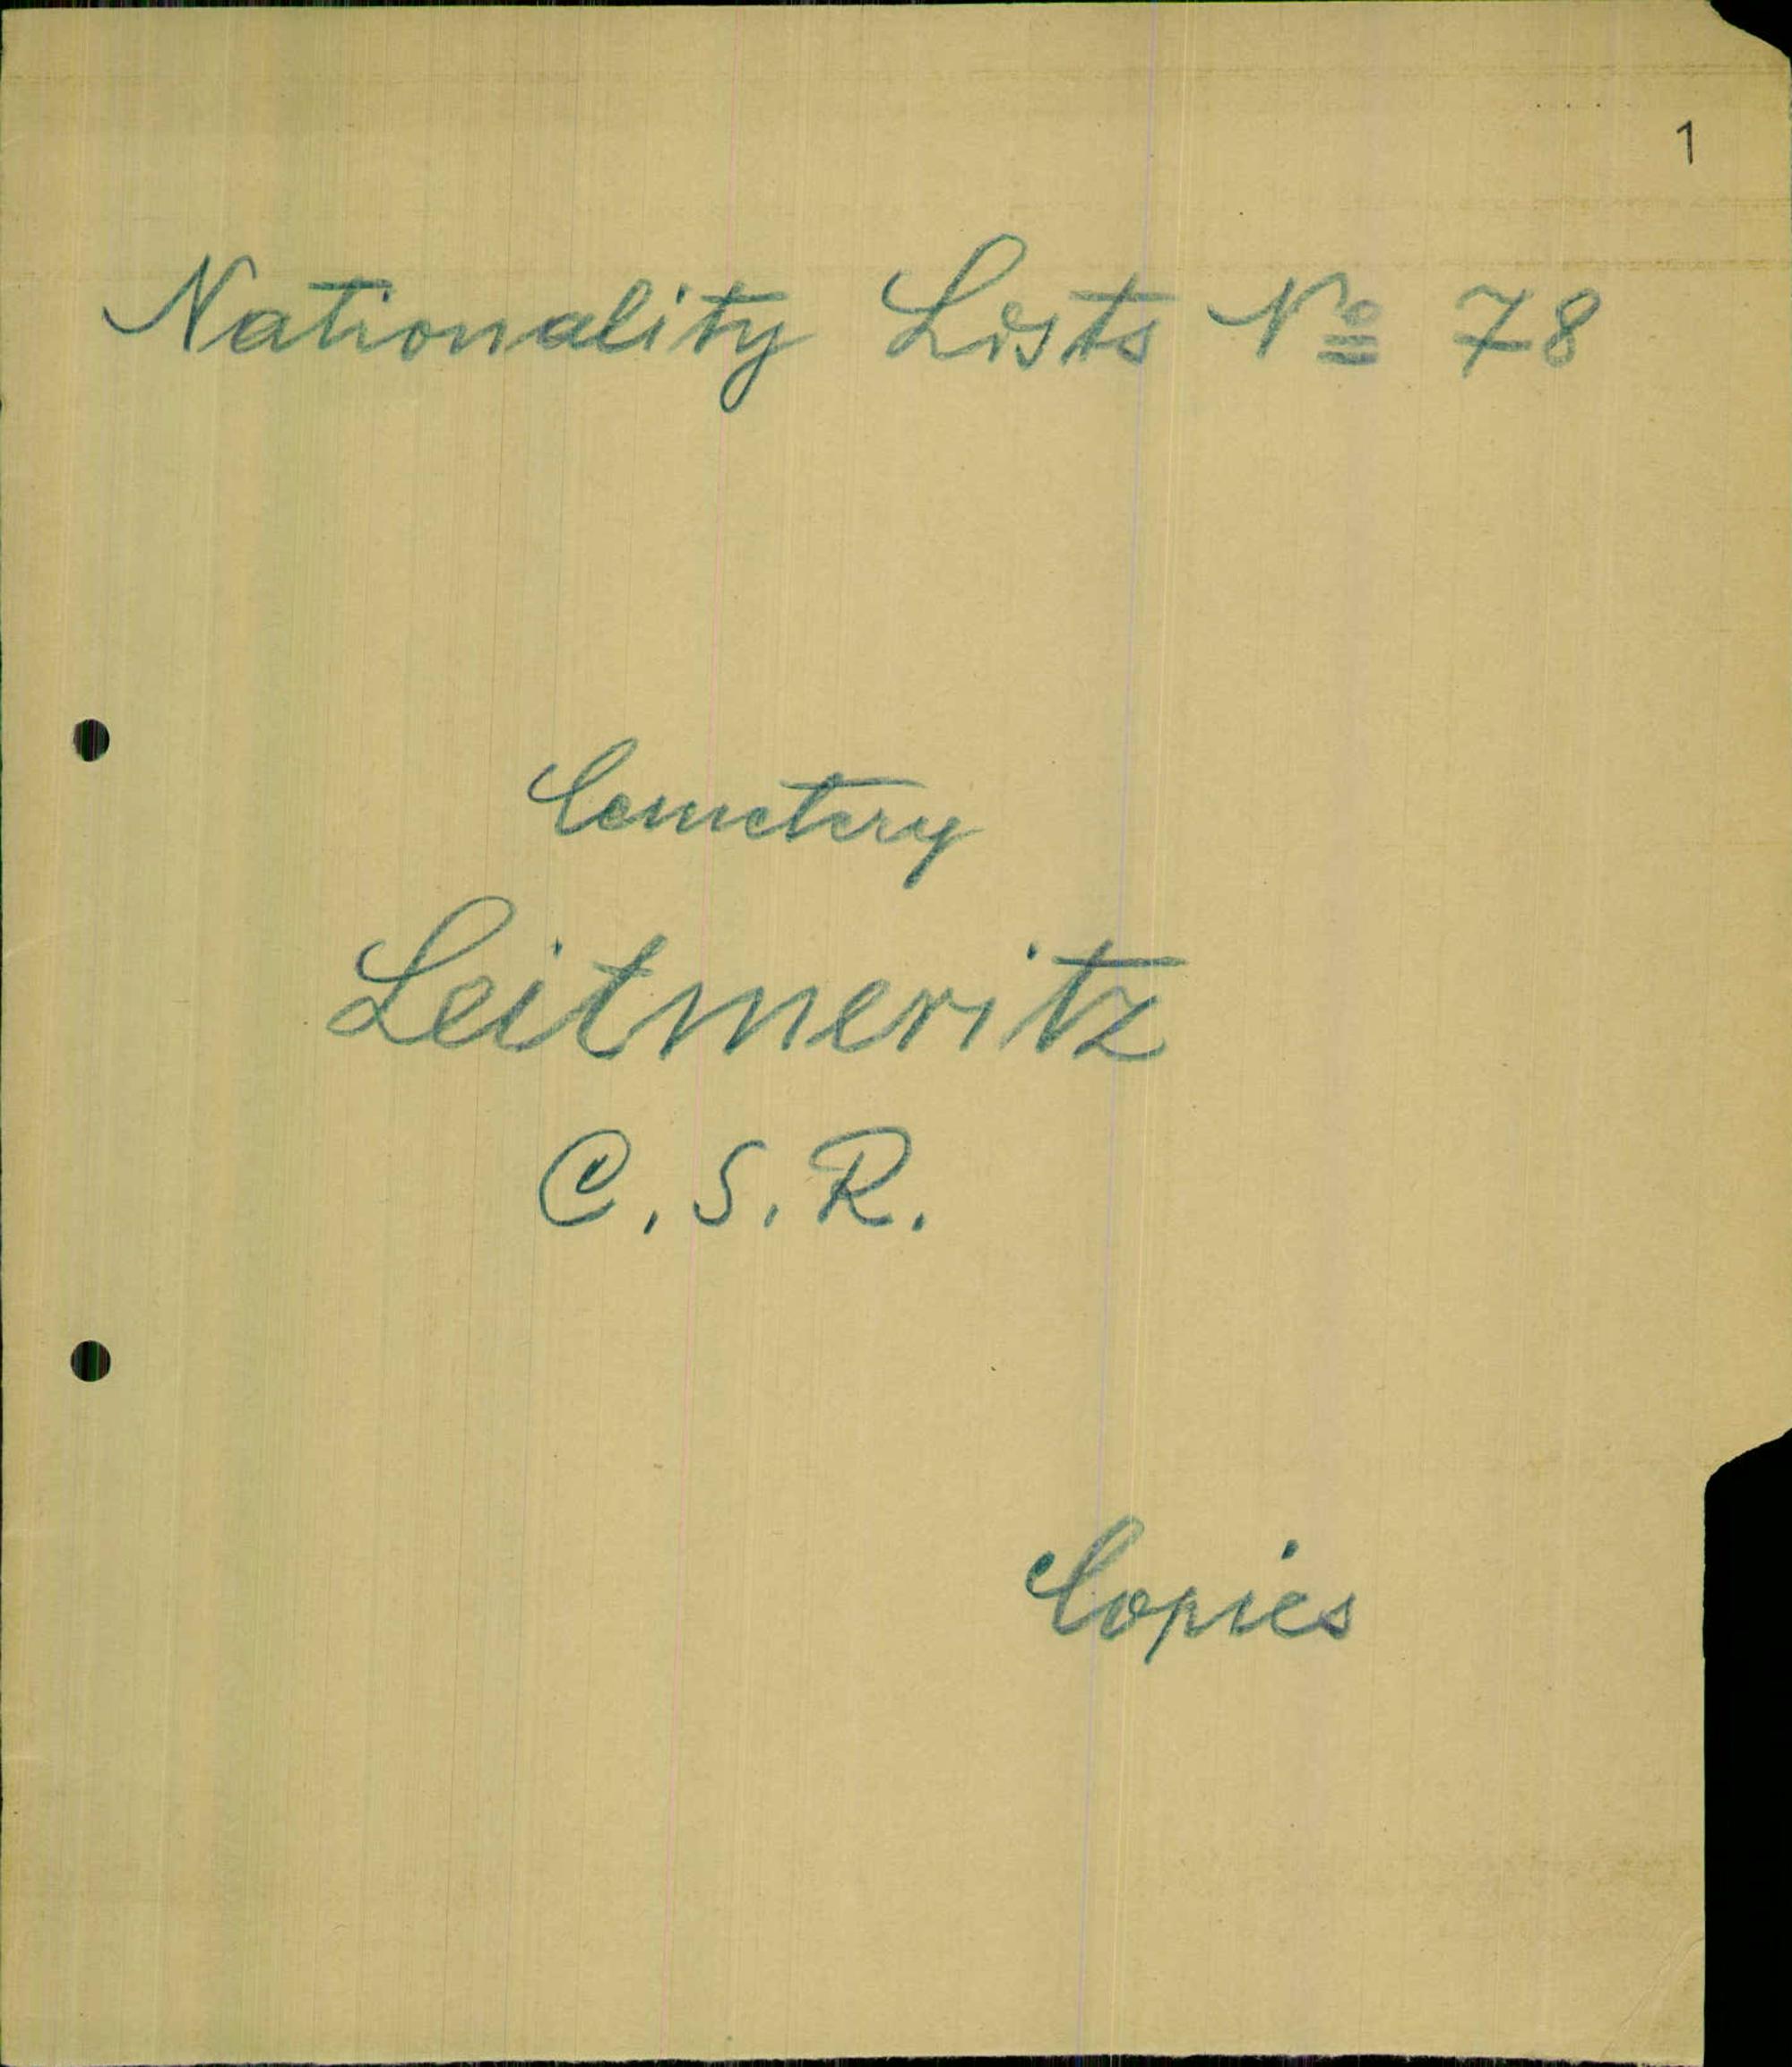 1
Nationality Lists Nº 78
Cemetery
Leitmeritz
C. S. R.
Copies